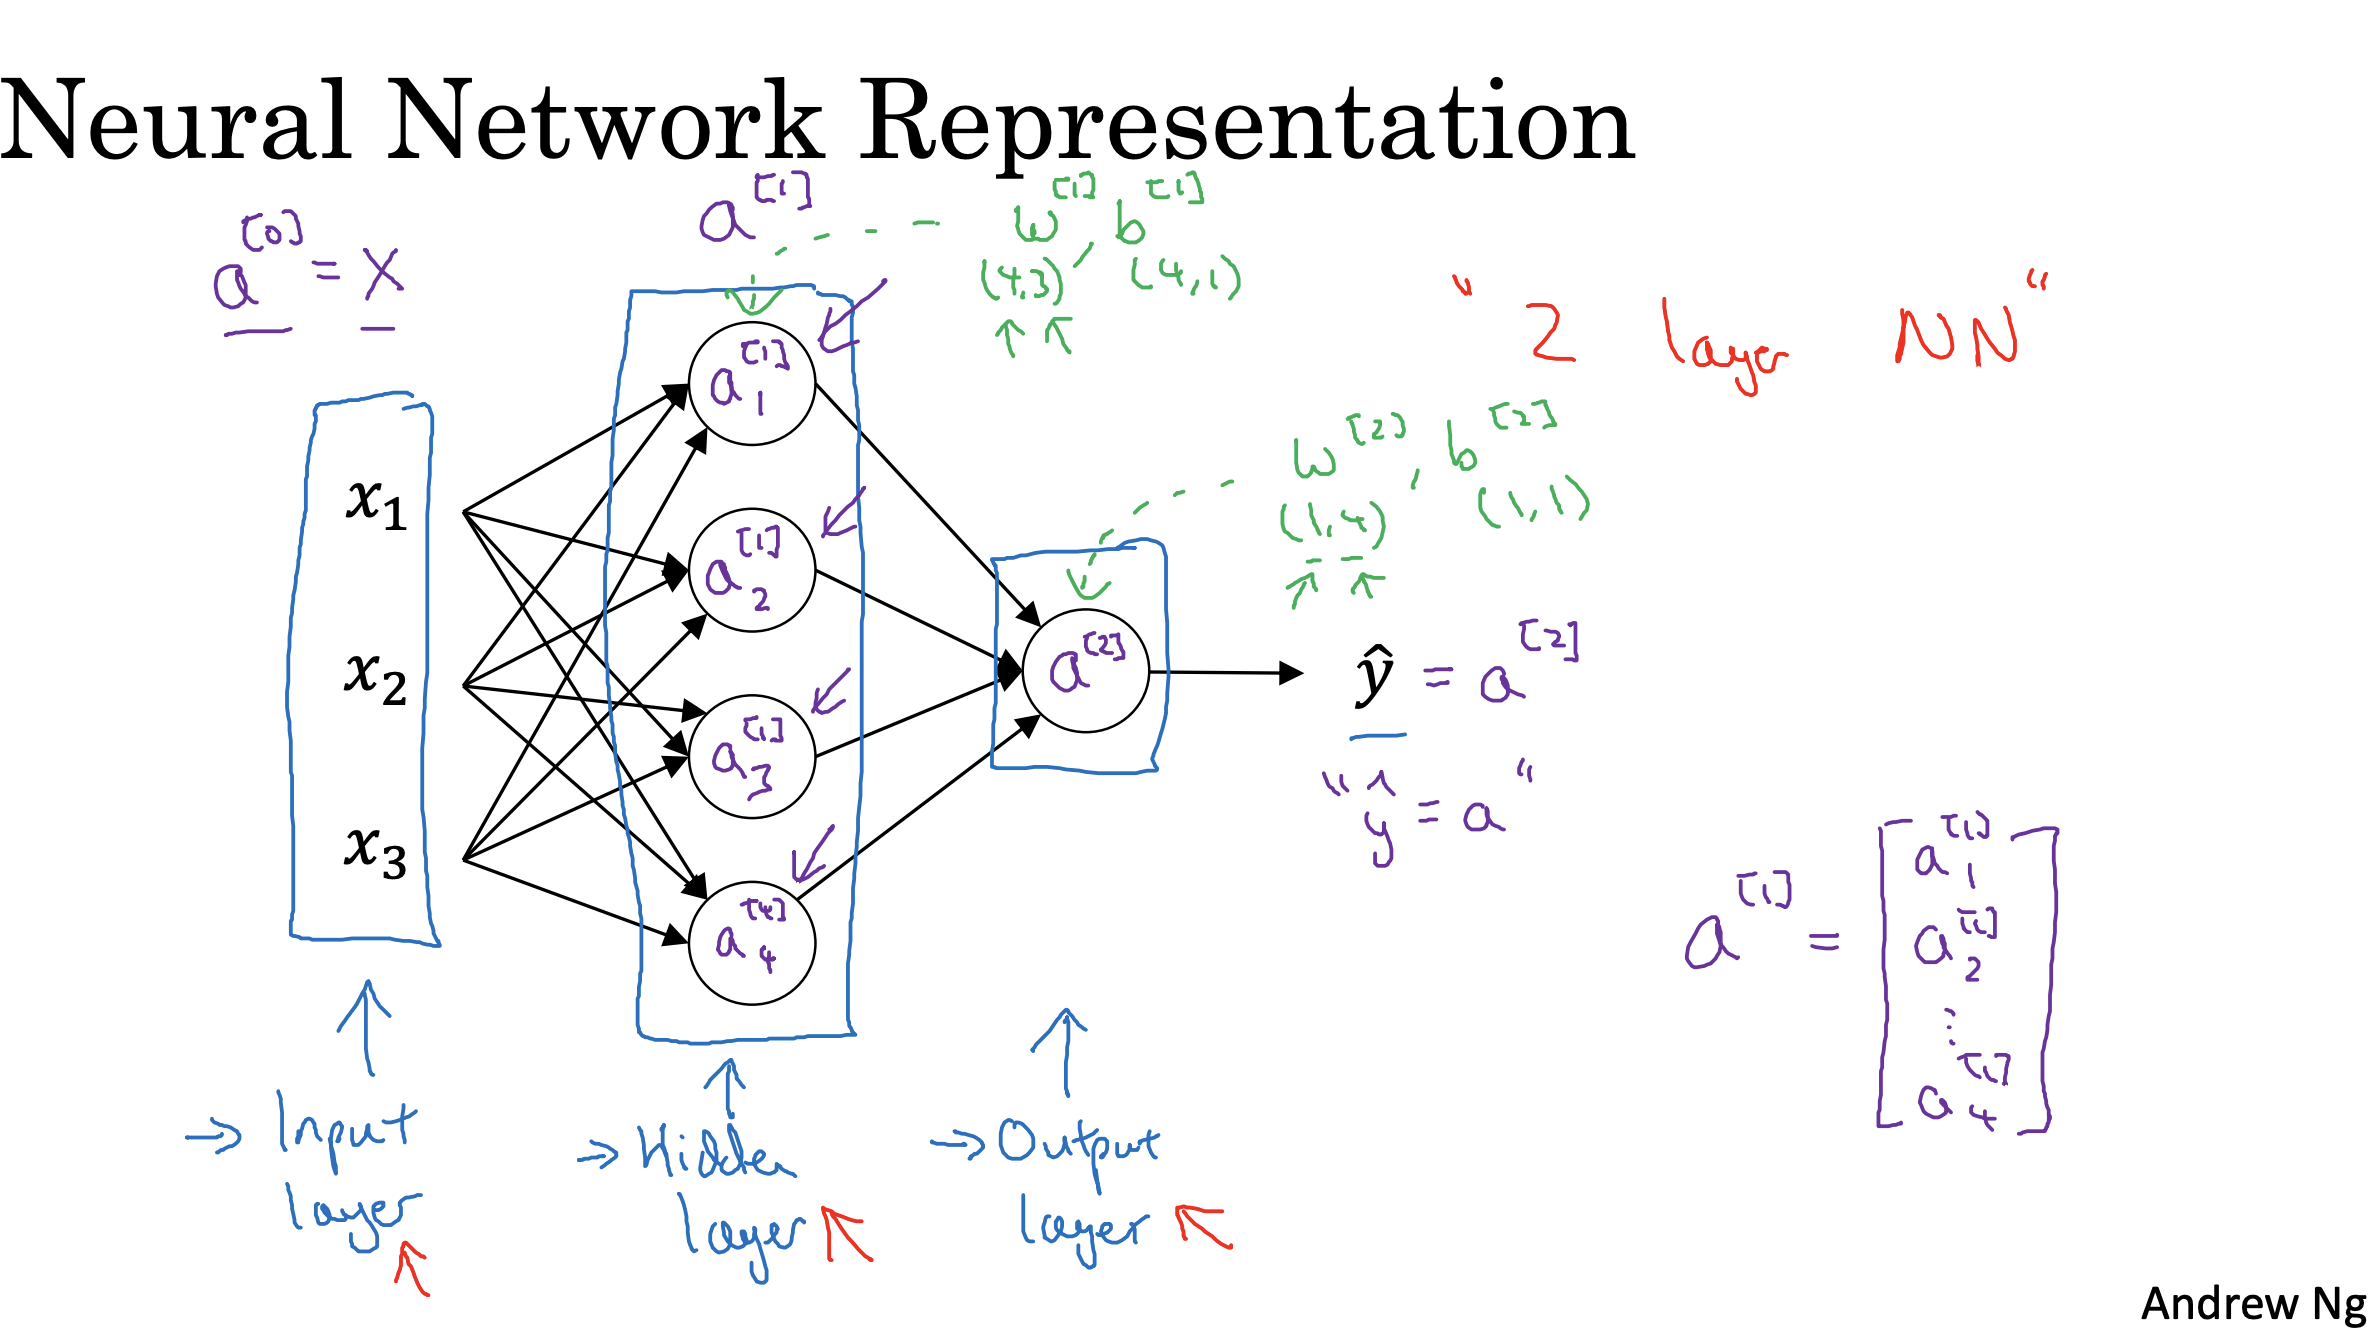 Neural Network Representation
a^[0] = X
a^[1]
w^[1], b^[1]
(4,3) (4,1)
" 2 layer NN "
x₁
x₂
x₃
a₁^[1]
a₂^[1]
a₃^[1]
a₄^[4]
w^[2], b^[2]
(1,4) (1,1)
a^[2]
ŷ = a^[2]
" ŷ = a "
a^[1] = [ a₁^[1]
a₂^[1]
⋮
a₄^[1] ]
→ Input layer
→ Hidden layer
→ Output layer
Andrew Ng